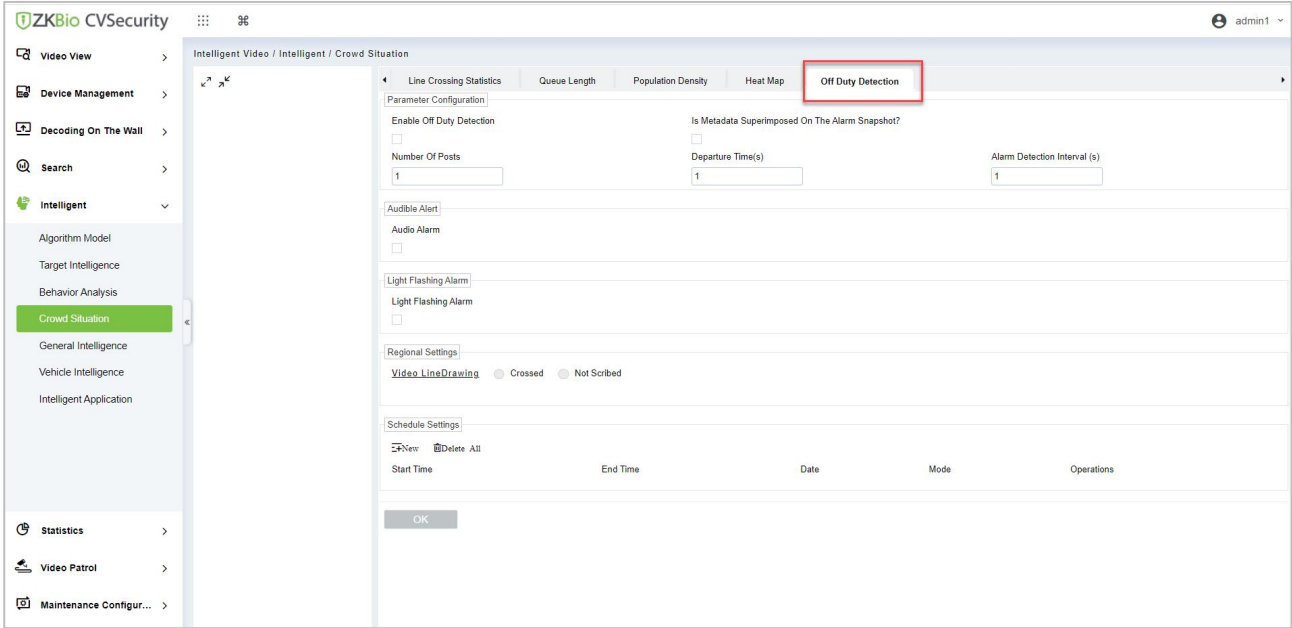 ZKBio CVSecurity
admin1
Video View
Device Management
Decoding On The Wall
Search
Intelligent
Algorithm Model
Target Intelligence
Behavior Analysis
Crowd Situation
General Intelligence
Vehicle Intelligence
Intelligent Application
Statistics
Video Patrol
Maintenance Configur...
Intelligent Video / Intelligent / Crowd Situation
Line Crossing Statistics Queue Length Population Density Heat Map Off Duty Detection
Parameter Configuration
Enable Off Duty Detection Is Metadata Superimposed On The Alarm Snapshot?
Number Of Posts Departure Time(s) Alarm Detection Interval (s)
1 1 1
Audible Alert
Audio Alarm
Light Flashing Alarm
Light Flashing Alarm
Regional Settings
Video LineDrawing Crossed Not Scribed
Schedule Settings
New Delete All
Start Time End Time Date Mode Operations
OK